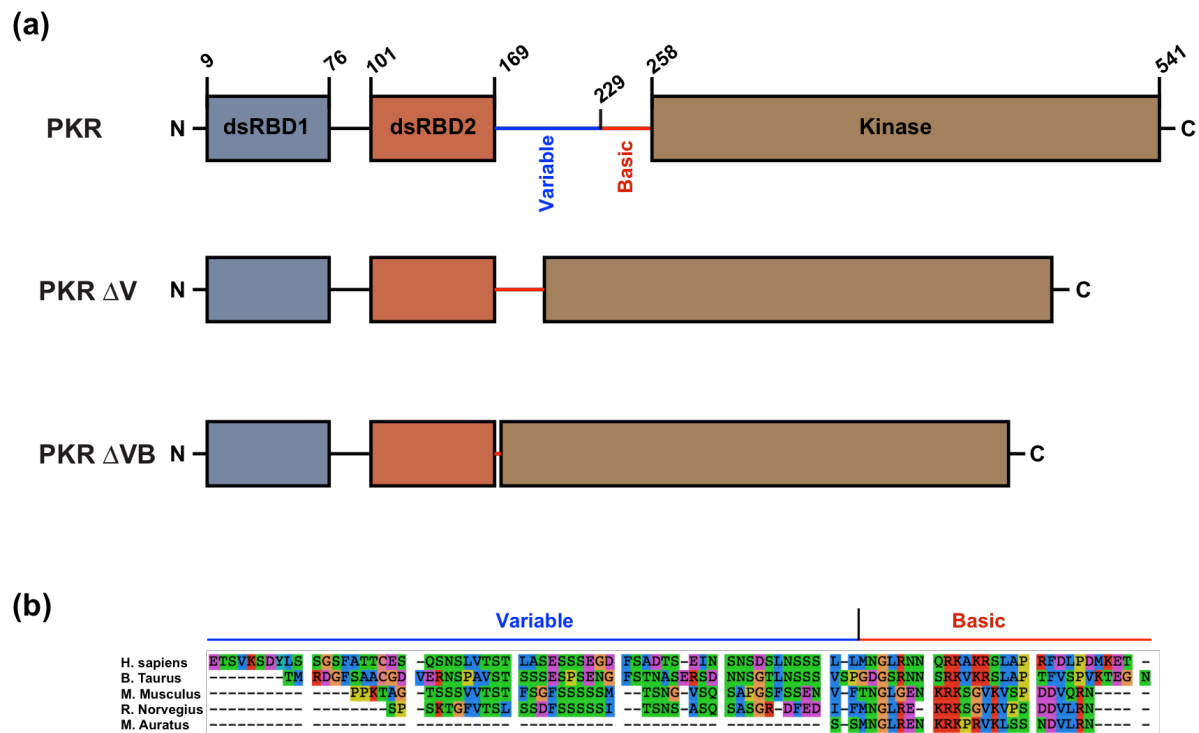 (a)
9 76 101 169 229 258 541
PKR N dsRBD1 dsRBD2 Variable Basic Kinase C
PKR ΔV N C
PKR ΔVB N C
(b)
Variable Basic
H. sapiens ETSVKSDYLS SGSFATTCES -QSNSLVTST LASESSSEGD FSADTS-EIN SNSDSLNSSS L-LMNGLRNN QRKAKRSLAP RFDLPDMKET -
B. Taurus --------TM RDGFSAACGD VERNSPAVST SSSESPSENG FSTNASERSD NNSGTLNSSS VSPGDGSRNN SRKVKRSLAP TFVSPVKTEG N
M. Musculus ---------- ----PPKTAG -TSSSVVTST FSGFSSSSSM -TSNG-VSQ SAPGSFSSEN V-FTNGLGEN KRKSGVKVSP DDVQRN---- -
R. Norvegius ---------- --------SP -SKTGFVTSL SSDFSSSSSI -TSNS-ASQ SASGR-DFED I-FMNGLRE- KRKSGVKVPS DDVLRN---- -
M. Auratus ---------- ---------- ---------- ---------- ---------- ---------- S-SMNGLREN KRKPRVKLSS NDVLRN---- -